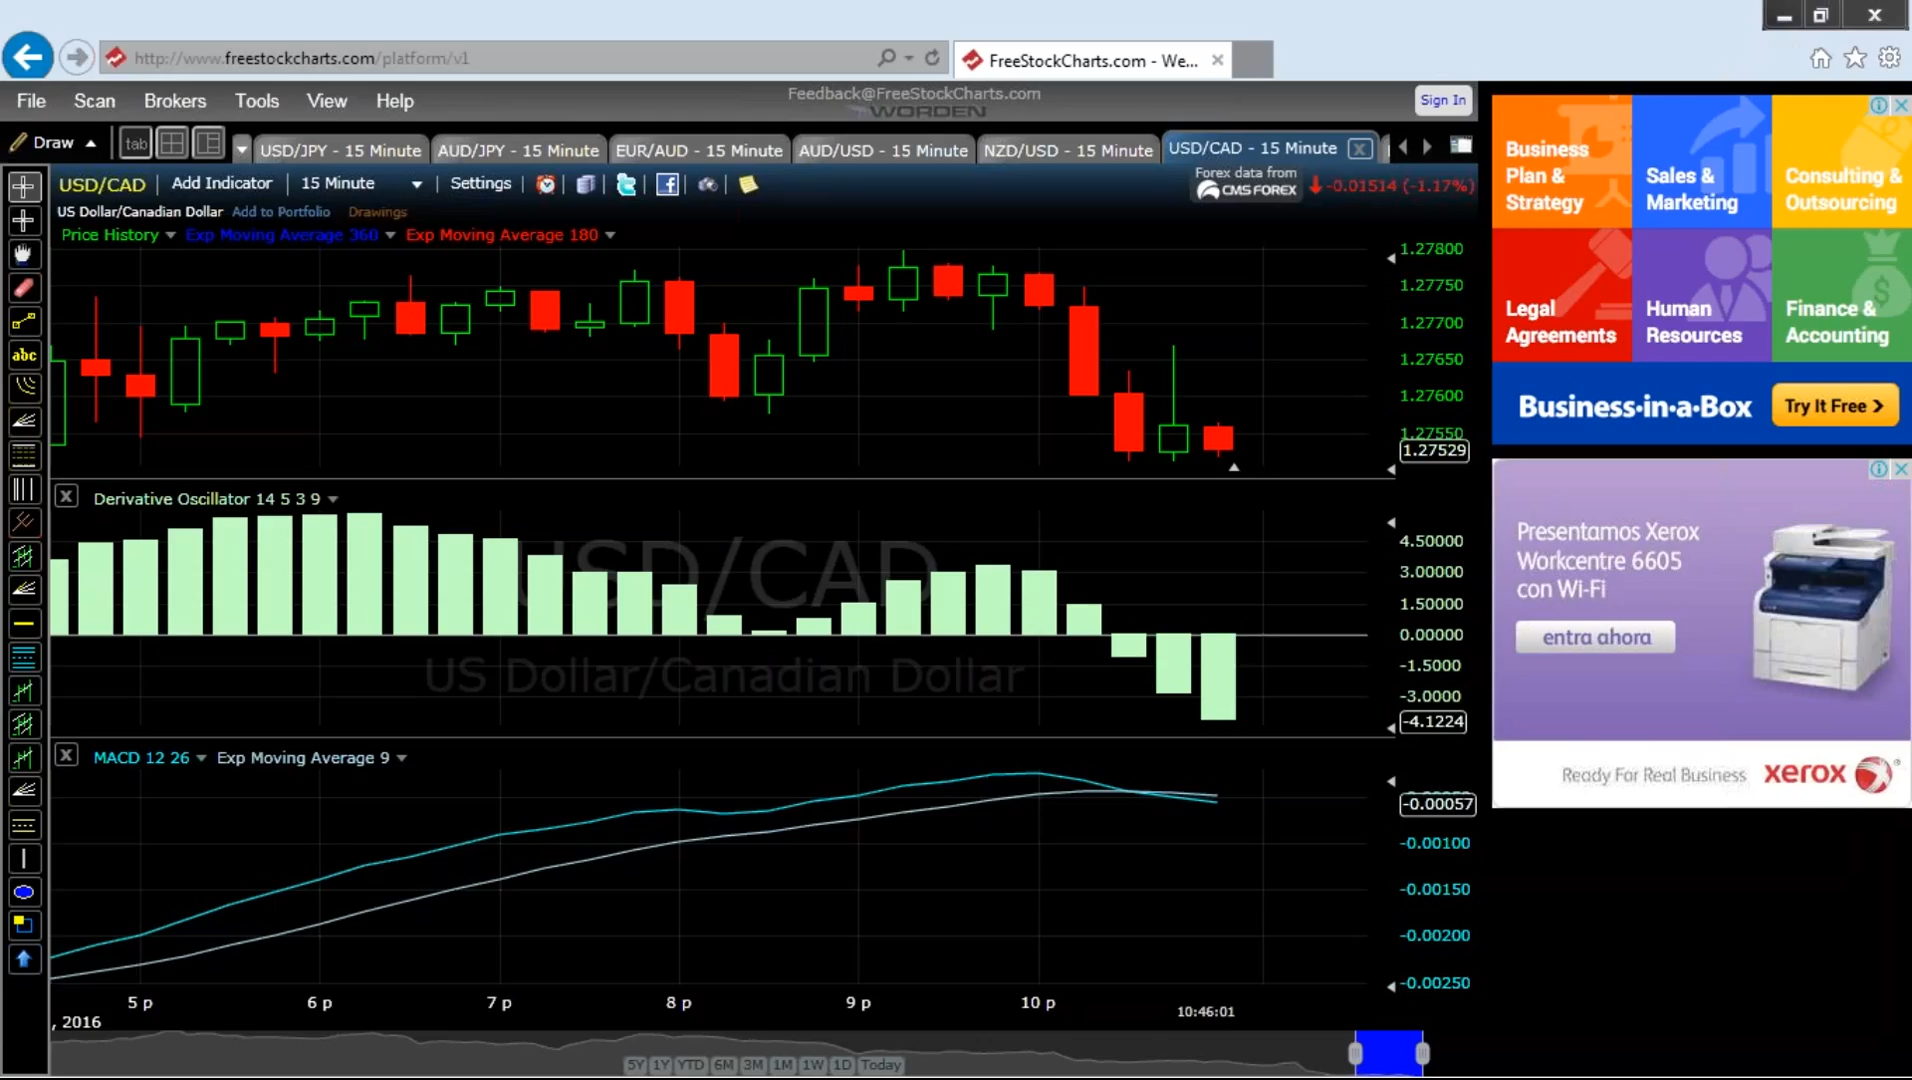 http://www.freestockcharts.com/platform/v1
FreeStockCharts.com - We...
File Scan Brokers Tools View Help
Feedback@FreeStockCharts.com
WORDEN
Sign In
Draw tab USD/JPY - 15 Minute AUD/JPY - 15 Minute EUR/AUD - 15 Minute AUD/USD - 15 Minute NZD/USD - 15 Minute USD/CAD - 15 Minute
USD/CAD Add Indicator 15 Minute Settings
Forex data from
CMS FOREX
-0.01514 (-1.17%)
US Dollar/Canadian Dollar Add to Portfolio Drawings
Price History Exp Moving Average 360 Exp Moving Average 180
abc
1.27800
1.27750
1.27700
1.27650
1.27600
1.27550
1.27529
Derivative Oscillator 14 5 3 9
USD/CAD
US Dollar/Canadian Dollar
4.50000
3.00000
1.50000
0.00000
-1.5000
-3.0000
-4.1224
MACD 12 26 Exp Moving Average 9
-0.00057
-0.00100
-0.00150
-0.00200
-0.00250
5 p 6 p 7 p 8 p 9 p 10 p 10:46:01
, 2016
5Y 1Y YTD 6M 3M 1M 1W 1D Today
Business
Plan &
Strategy
Sales &
Marketing
Consulting &
Outsourcing
Legal
Agreements
Human
Resources
Finance &
Accounting
Business-in-a-Box
Try It Free
Presentamos Xerox
Workcentre 6605
con Wi-Fi
entra ahora
Ready For Real Business xerox